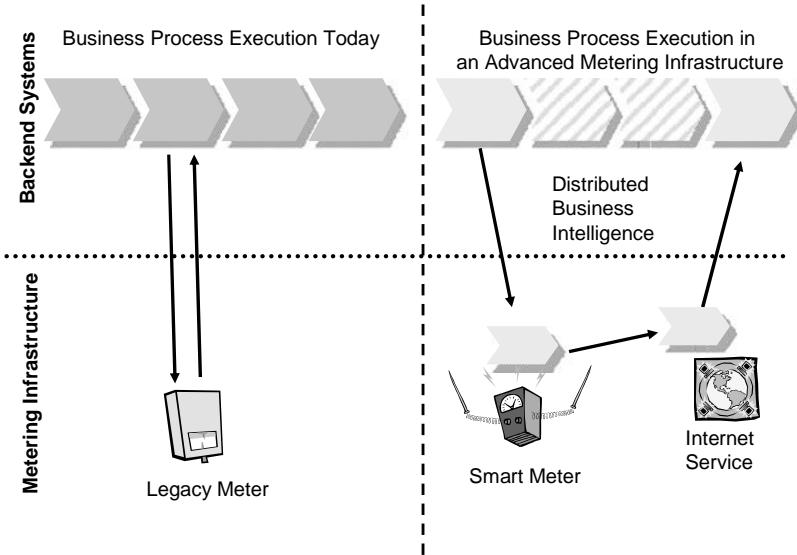 Business Process Execution Today
Business Process Execution in
an Advanced Metering Infrastructure
Backend Systems
Distributed
Business
Intelligence
Metering Infrastructure
Legacy Meter
Smart Meter
Internet
Service